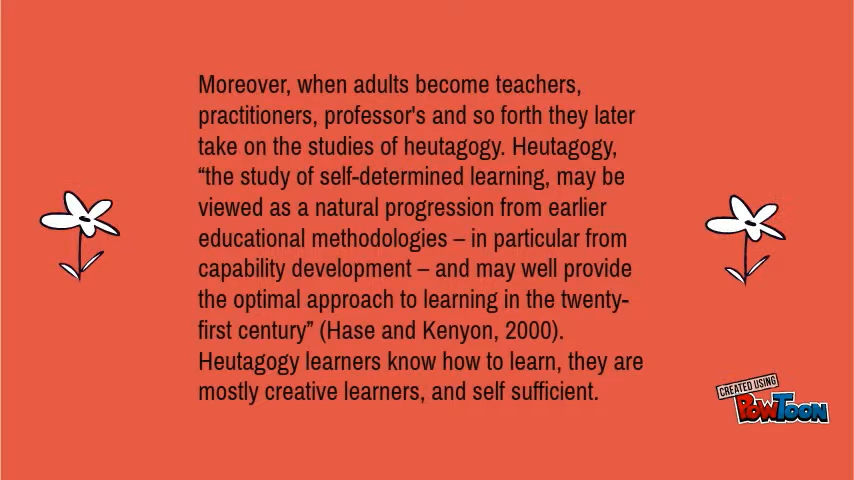 Moreover, when adults become teachers,
practitioners, professor's and so forth they later
take on the studies of heutagogy. Heutagogy,
“the study of self-determined learning, may be
viewed as a natural progression from earlier
educational methodologies – in particular from
capability development – and may well provide
the optimal approach to learning in the twenty-
first century” (Hase and Kenyon, 2000).
Heutagogy learners know how to learn, they are
mostly creative learners, and self sufficient.
CREATED USING
POWTOON